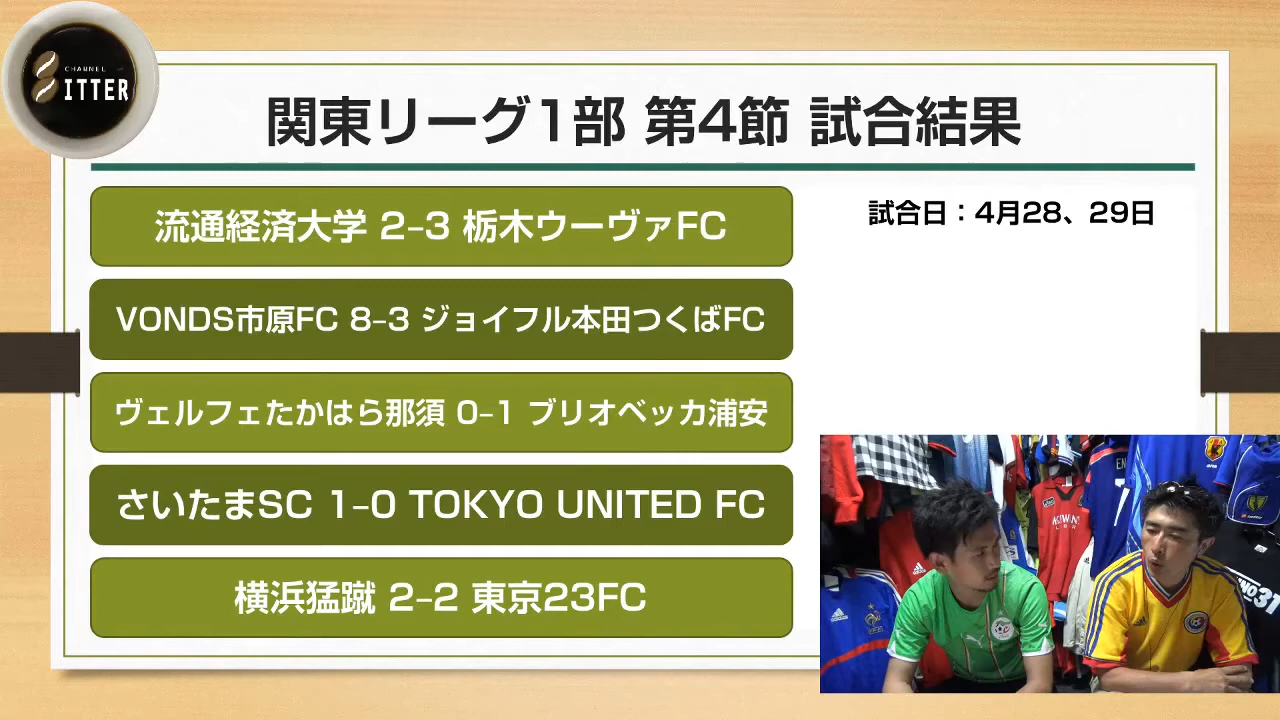 CHANNEL
ITTER
関東リーグ1部 第4節 試合結果
試合日：4月28、29日
流通経済大学 2–3 栃木ウーヴァFC
VONDS市原FC 8–3 ジョイフル本田つくばFC
ヴェルフェたかはら那須 0–1 ブリオベッカ浦安
さいたまSC 1–0 TOKYO UNITED FC
横浜猛蹴 2–2 東京23FC
adidas
NO31